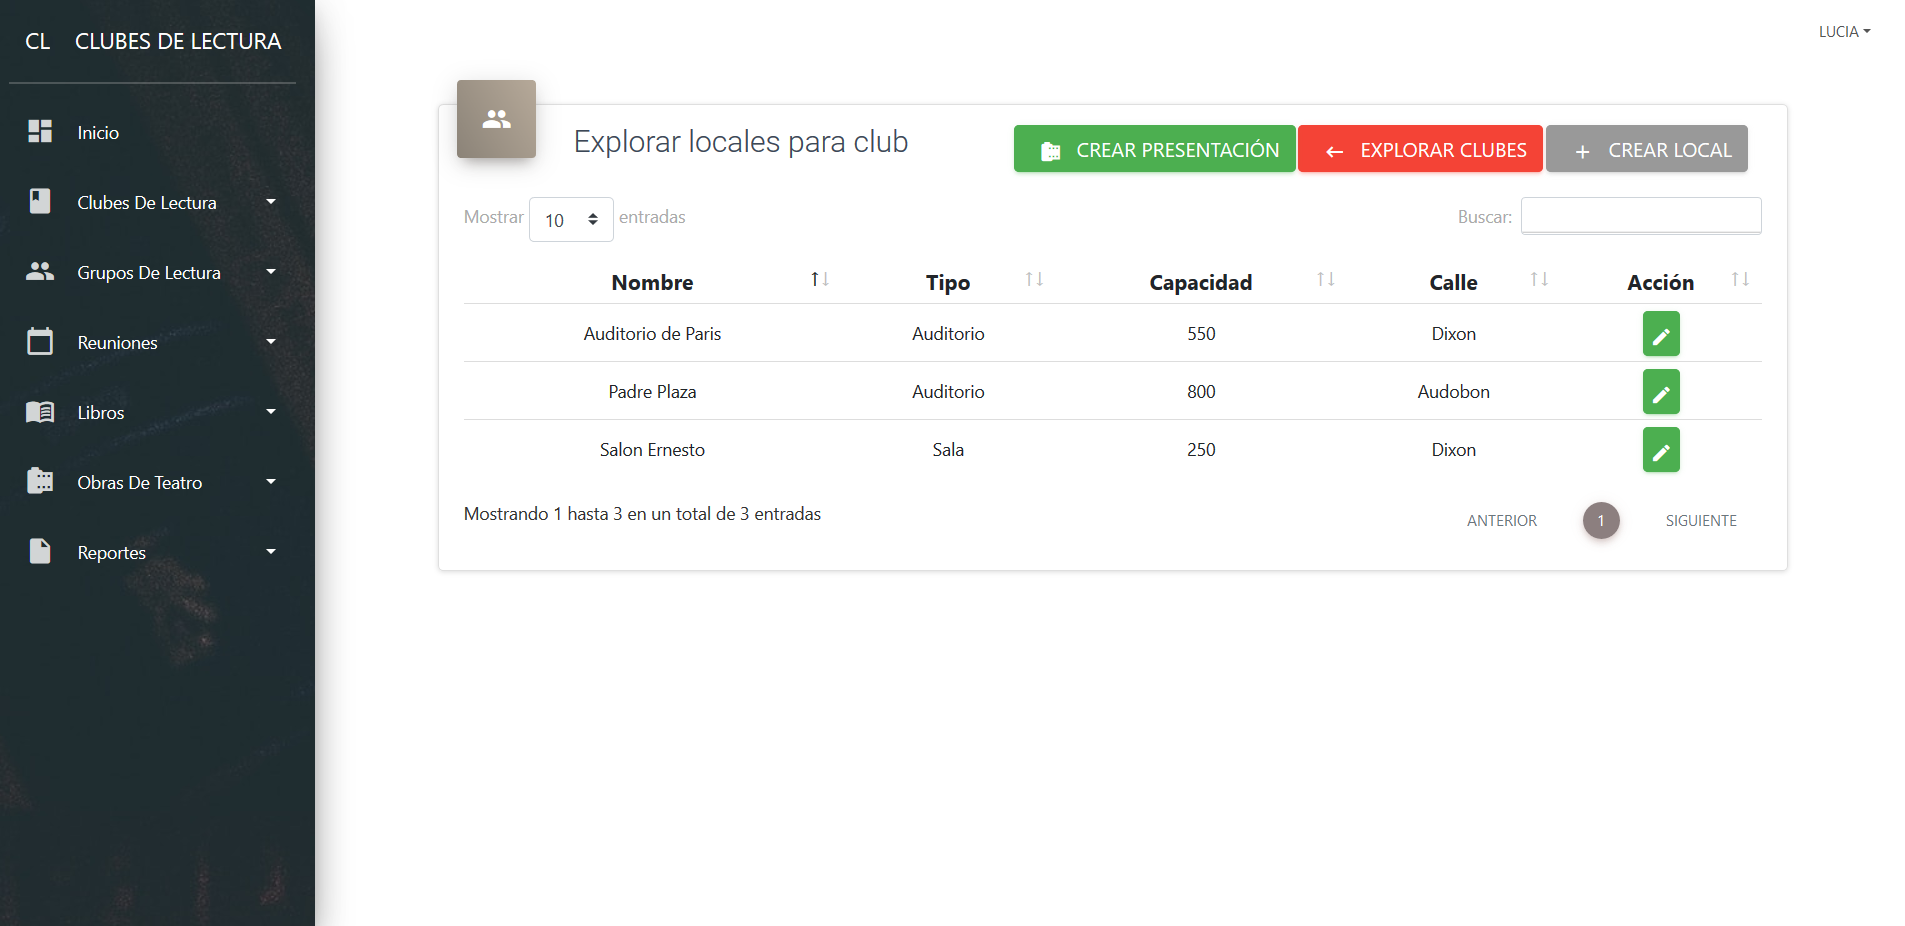 CL CLUBES DE LECTURA
Inicio
Clubes De Lectura
Grupos De Lectura
Reuniones
Libros
Obras De Teatro
Reportes
LUCIA
Explorar locales para club
CREAR PRESENTACIÓN EXPLORAR CLUBES CREAR LOCAL
Mostrar 10 entradas Buscar:
Nombre Tipo Capacidad Calle Acción
Auditorio de Paris Auditorio 550 Dixon
Padre Plaza Auditorio 800 Audobon
Salon Ernesto Sala 250 Dixon
Mostrando 1 hasta 3 en un total de 3 entradas
ANTERIOR 1 SIGUIENTE